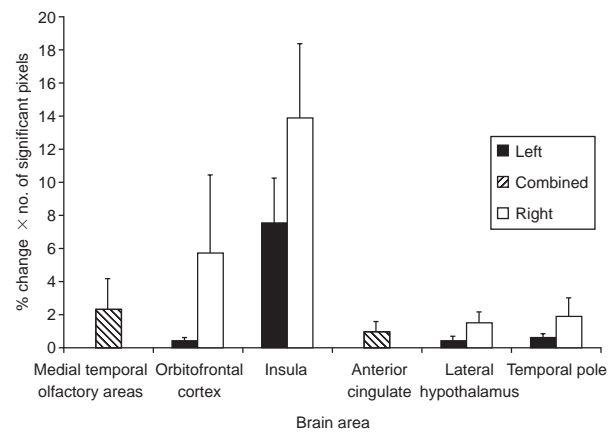 20
18
16
14
12
10
8
6
4
2
0
% change × no. of significant pixels
Left
Combined
Right
Medial temporal
olfactory areas
Orbitofrontal
cortex
Insula
Anterior
cingulate
Lateral
hypothalamus
Temporal pole
Brain area